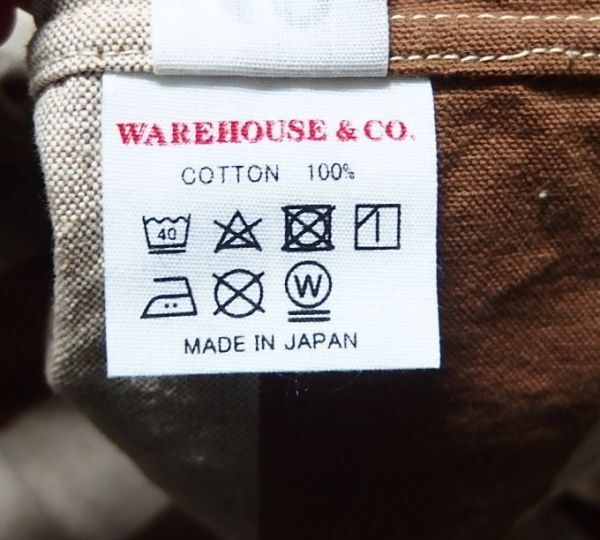 WAREHOUSE & CO.
COTTON 100%
40
W
MADE IN JAPAN